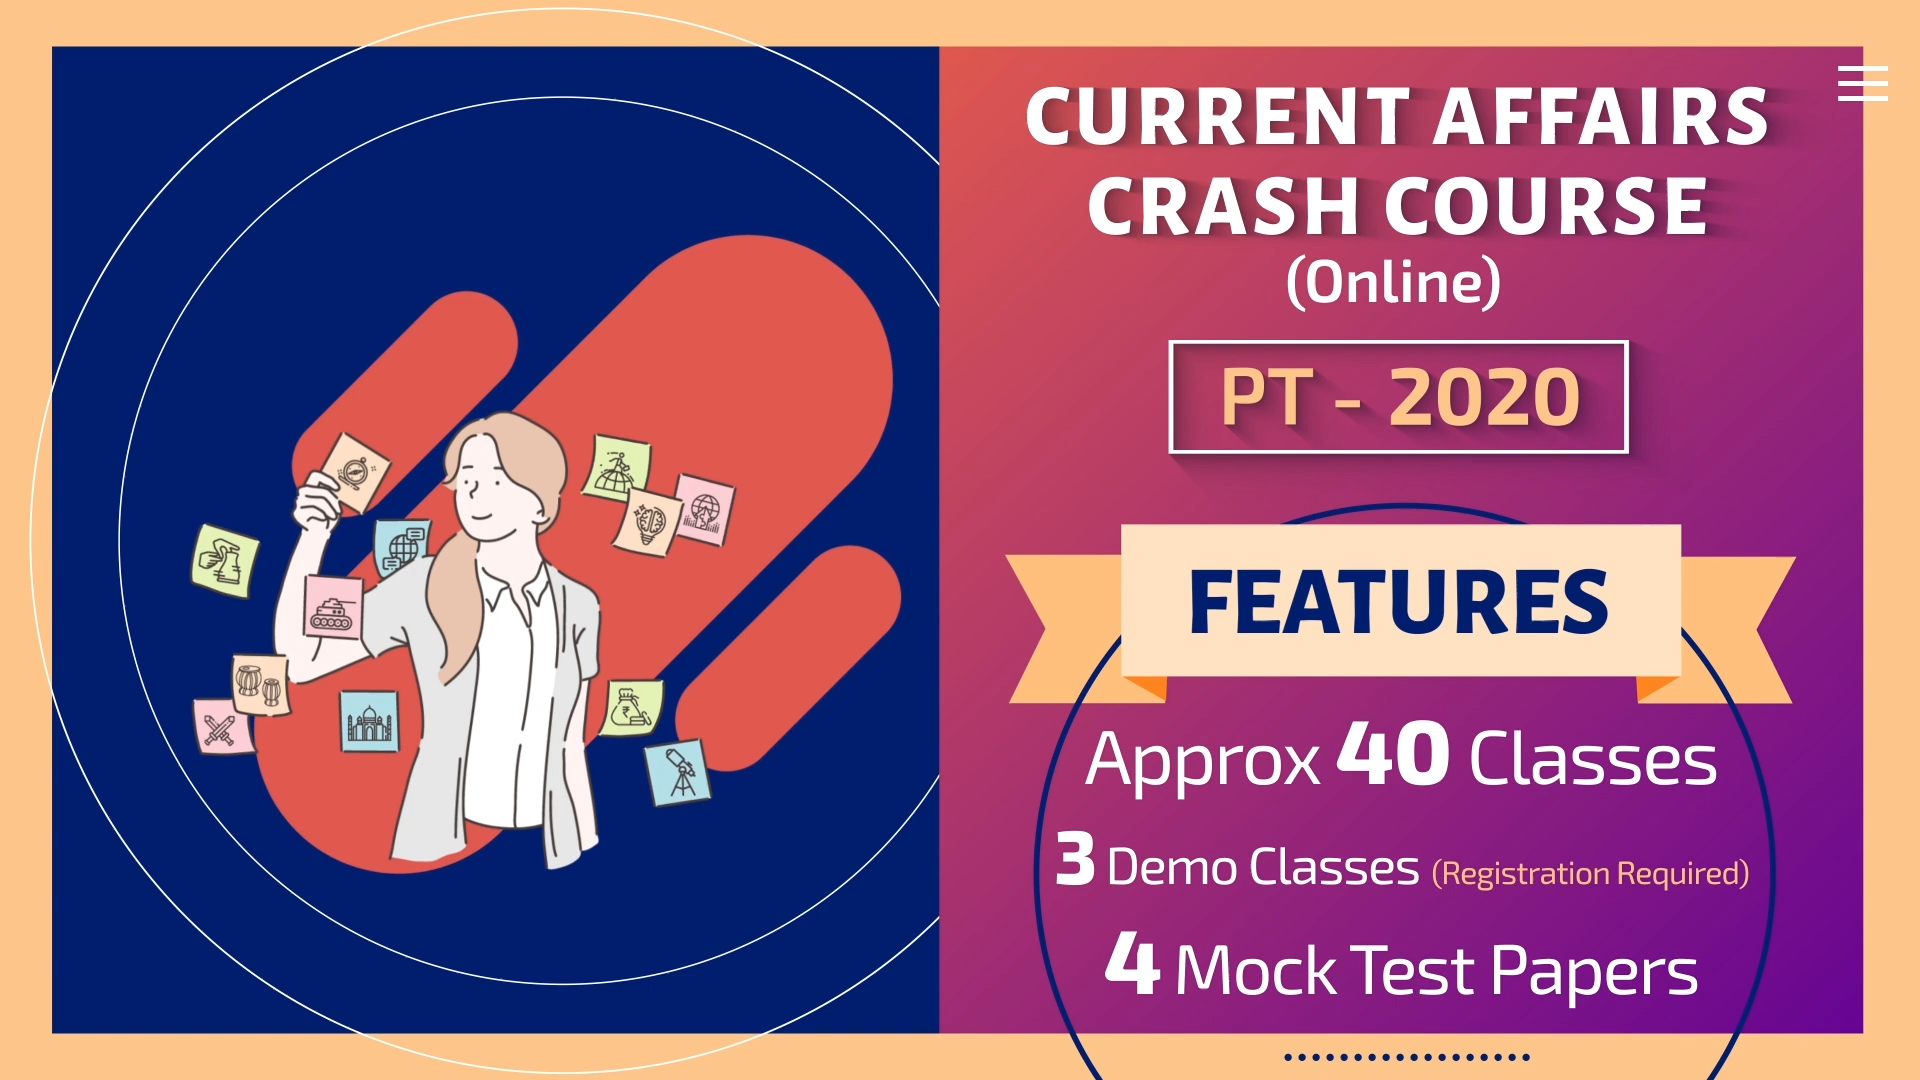 CURRENT AFFAIRS
CRASH COURSE
(Online)
PT - 2020
FEATURES
Approx 40 Classes
3 Demo Classes (Registration Required)
4 Mock Test Papers